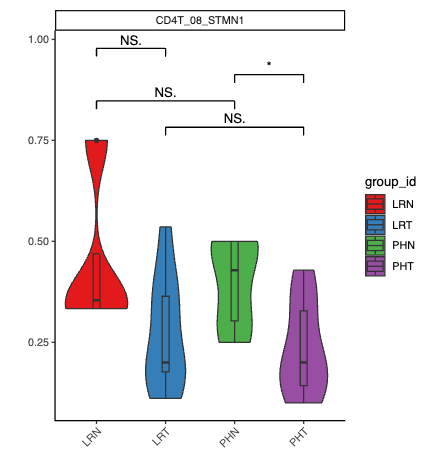 CD4T_08_STMN1
1.00
0.75
0.50
0.25
NS.
*
NS.
NS.
LRN
LRT
PHN
PHT
group_id
LRN
LRT
PHN
PHT